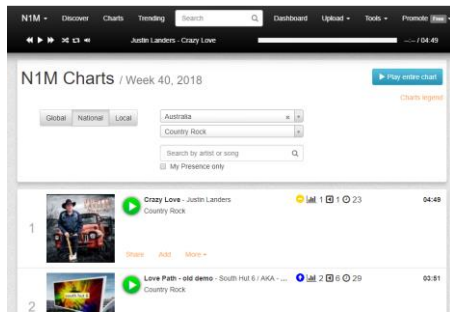 N1M Discover Charts Trending Search Dashboard Upload Tools Promote Free
Justin Landers - Crazy Love --:-- / 04:49
N1M Charts / Week 40, 2018
Play entire chart
Charts legend
Global National Local
Australia ×
Country Rock
Search by artist or song
My Presence only
1
Crazy Love - Justin Landers 1 1 23 04:49
Country Rock
Share Add More
2
Love Path - old demo - South Hut 6 / AKA - ... 2 6 29 03:51
Country Rock